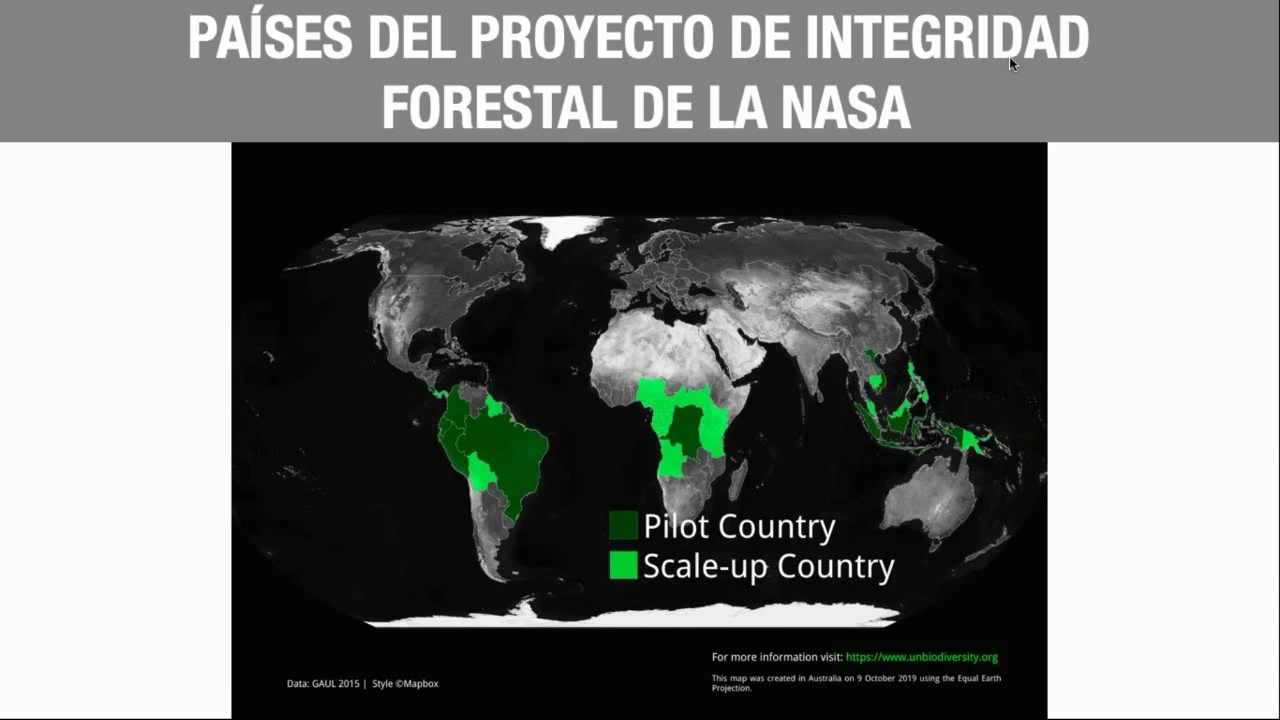 PAÍSES DEL PROYECTO DE INTEGRIDAD
FORESTAL DE LA NASA
Pilot Country
Scale-up Country
For more information visit: https://www.unbiodiversity.org
This map was created in Australia on 9 October 2019 using the Equal Earth
Projection.
Data: GAUL 2015 | Style ©Mapbox